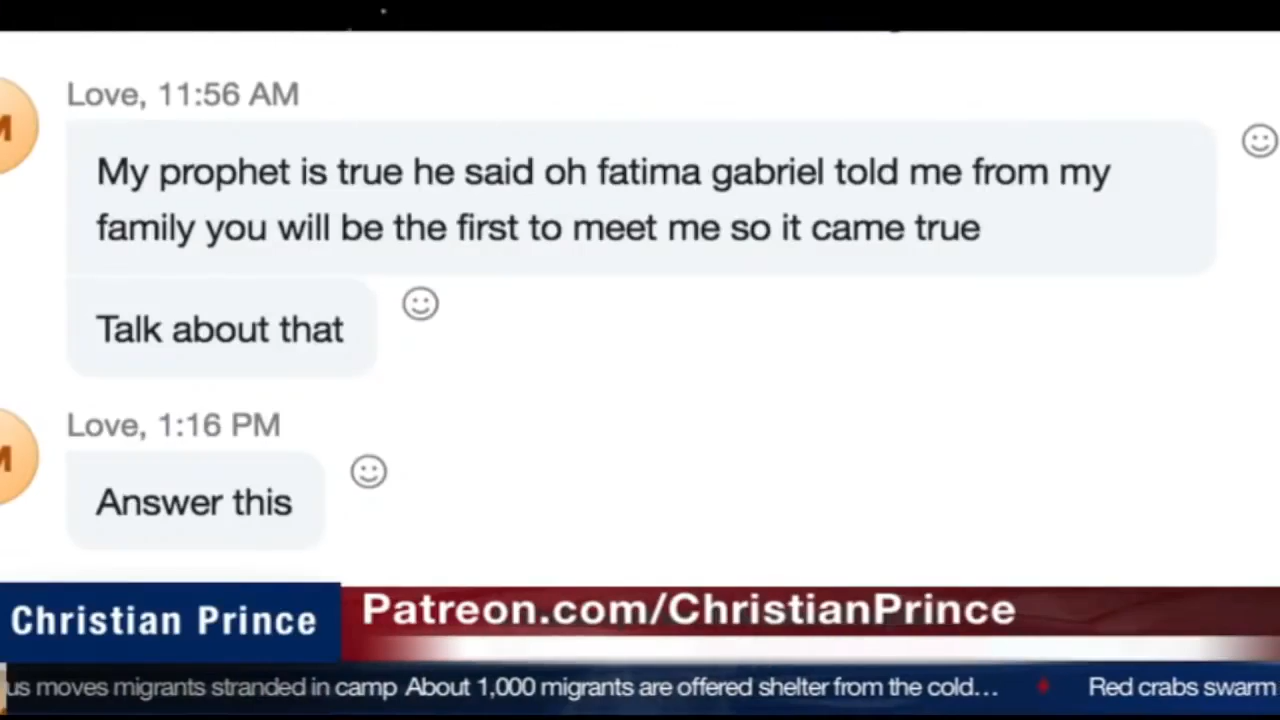 Love, 11:56 AM
My prophet is true he said oh fatima gabriel told me from my
family you will be the first to meet me so it came true
Talk about that
M
Love, 1:16 PM
Answer this
M
Christian Prince
Patreon.com/ChristianPrince
us moves migrants stranded in camp About 1,000 migrants are offered shelter from the cold... Red crabs swarm